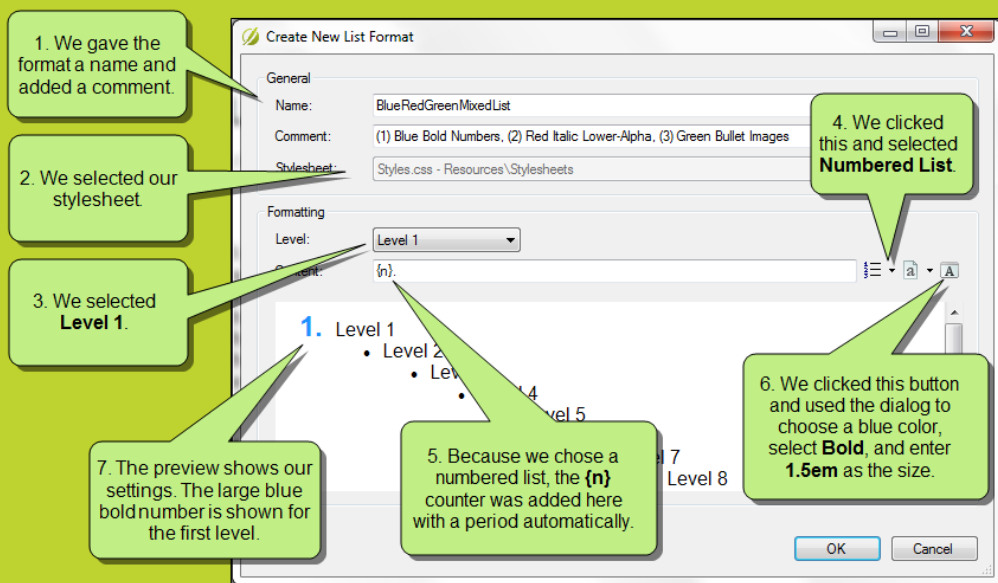 1. We gave the
format a name and
added a comment.
Create New List Format
General
Name:
BlueRedGreenMixedList
Comment:
(1) Blue Bold Numbers, (2) Red Italic Lower-Alpha, (3) Green Bullet Images
4. We clicked
this and selected
Numbered List.
2. We selected our
stylesheet.
Stylesheet:
Styles.css - Resources\Stylesheets
Formatting
Level:
Level 1
{n}.
a
A
3. We selected
Level 1.
1. Level 1
• Level 2
•
• 4
5
7
Level 8
6. We clicked this button
and used the dialog to
choose a blue color,
select Bold, and enter
1.5em as the size.
5. Because we chose a
numbered list, the {n}
counter was added here
with a period automatically.
7. The preview shows our
settings. The large blue
bold number is shown for
the first level.
OK
Cancel